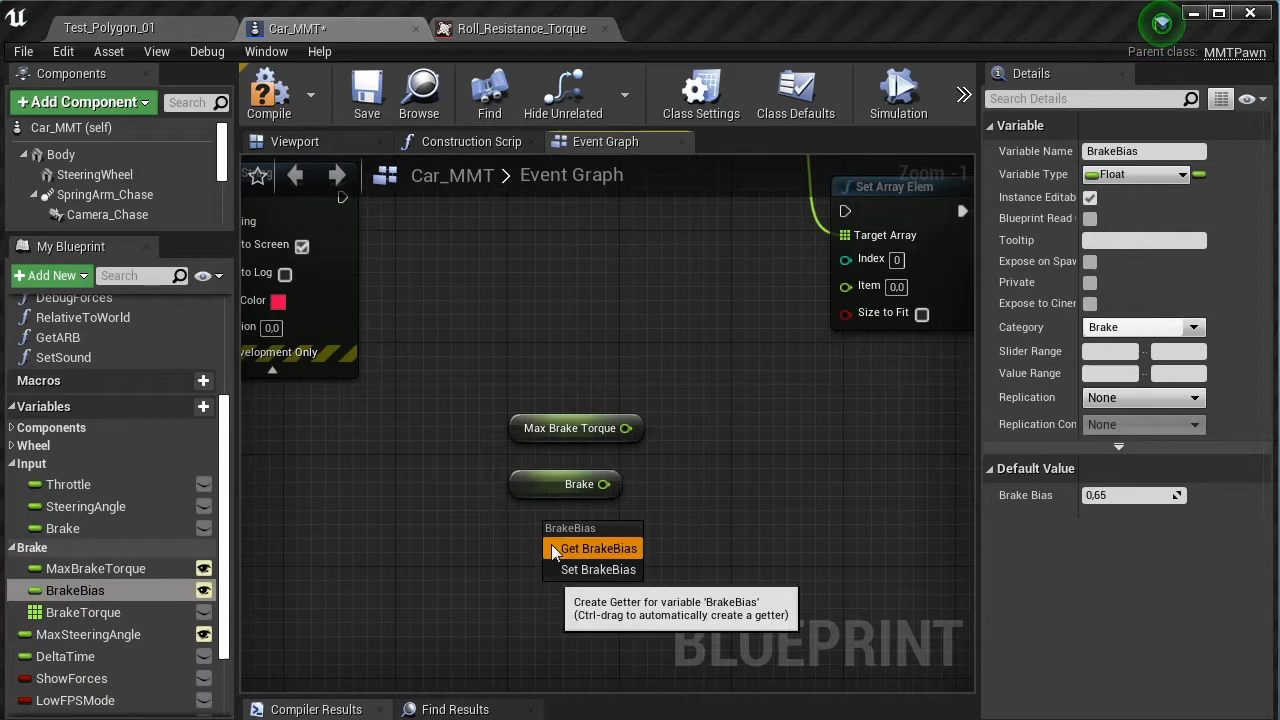 Test_Polygon_01
Car_MMT*
Roll_Resistance_Torque
File Edit Asset View Debug Window Help
Parent class: MMTPawn
Components
+ Add Component
Search
Car_MMT (self)
Body
SteeringWheel
SpringArm_Chase
Camera_Chase
My Blueprint
+ Add New
Search
DebugForces
RelativeToWorld
GetARB
SetSound
Macros
Variables
Components
Wheel
Input
Throttle
SteeringAngle
Brake
Brake
MaxBrakeTorque
BrakeBias
BrakeTorque
MaxSteeringAngle
DeltaTime
ShowForces
LowFPSMode
Compile
Save
Browse
Find
Hide Unrelated
Class Settings
Class Defaults
Simulation
Viewport
Construction Scrip
Event Graph
Car_MMT > Event Graph
Zoom -1
ing
to Screen
to Log
Color
ion 0,0
velopment Only
Set Array Elem
Target Array
Index 0
Item 0,0
Size to Fit
Max Brake Torque
Brake
BrakeBias
Get BrakeBias
Set BrakeBias
Create Getter for variable 'BrakeBias'
(Ctrl-drag to automatically create a getter)
BLUEPRINT
Compiler Results
Find Results
Details
Search Details
Variable
Variable Name BrakeBias
Variable Type Float
Instance Editab
Blueprint Read
Tooltip
Expose on Spaw
Private
Expose to Ciner
Category Brake
Slider Range
Value Range
Replication None
Replication Con None
Default Value
Brake Bias 0,65